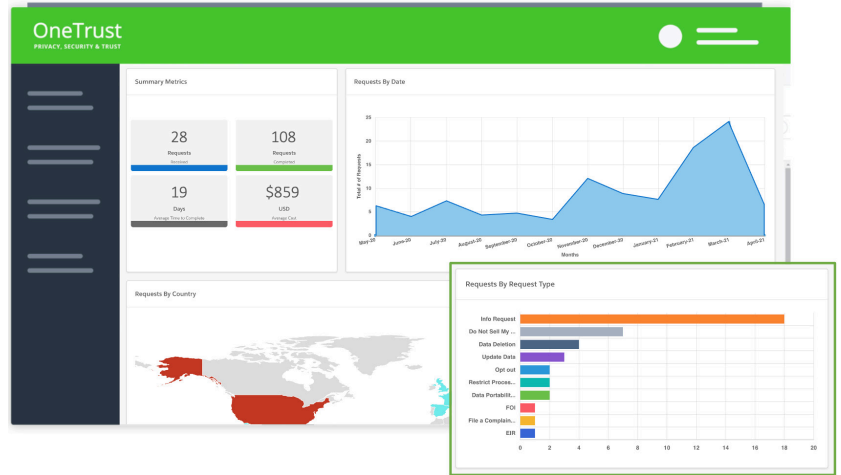 OneTrust
PRIVACY, SECURITY & TRUST
Summary Metrics
28
Requests
Received
108
Requests
Completed
19
Days
Average Time to Complete
$859
USD
Average Cost
Requests By Date
Total # of Requests
25
20
15
10
5
0
May-20
June-20
July-20
August-20
September-20
October-20
November-20
December-20
January-21
February-21
March-21
April-21
Months
Requests By Country
Requests By Request Type
Info Request
Do Not Sell My ...
Data Deletion
Update Data
Opt out
Restrict Proces...
Data Portabilit...
FOI
File a Complain...
EIR
0 2 4 6 8 10 12 14 16 18 20